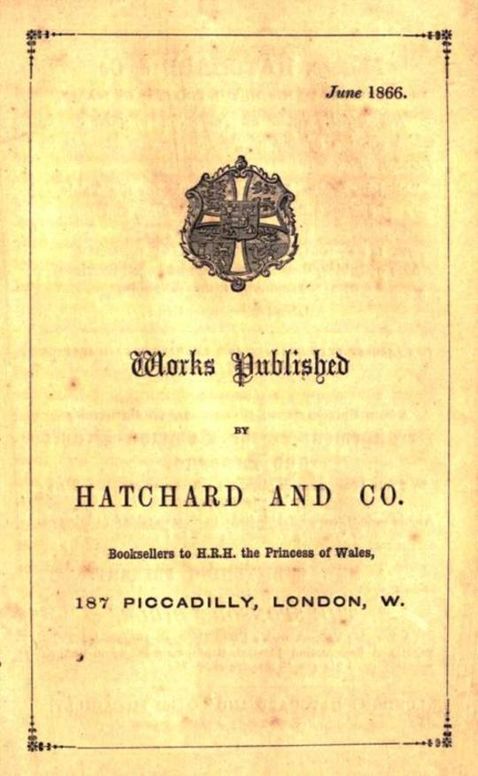 June 1866.
Works Published
BY
HATCHARD AND CO.
Booksellers to H.R.H. the Princess of Wales,
187 PICCADILLY, LONDON, W.